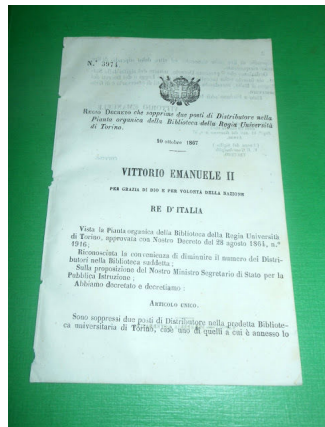 N.° 3974.
REGIO DECRETO che sopprime due posti di Distributore nella
Pianta organica della Biblioteca della Regia Università
di Torino.
20 ottobre 1867
VITTORIO EMANUELE II
PER GRAZIA DI DIO E PER VOLONTÀ DELLA NAZIONE
RE D'ITALIA
Vista la Pianta organica della Biblioteca della Regia Università
di Torino, approvata con Nostro Decreto del 28 agosto 1864, n.°
1916;
Riconosciuta la convenienza di diminuire il numero dei Distri-
butori nella Biblioteca suddetta;
Sulla proposizione del Nostro Ministro Segretario di Stato per la
Pubblica Istruzione;
Abbiamo decretato e decretiamo:
ARTICOLO UNICO.
Sono soppressi due posti di Distributore nella predetta Bibliote-
ca universitaria di Torino, cioè uno di quelli a cui è annesso lo